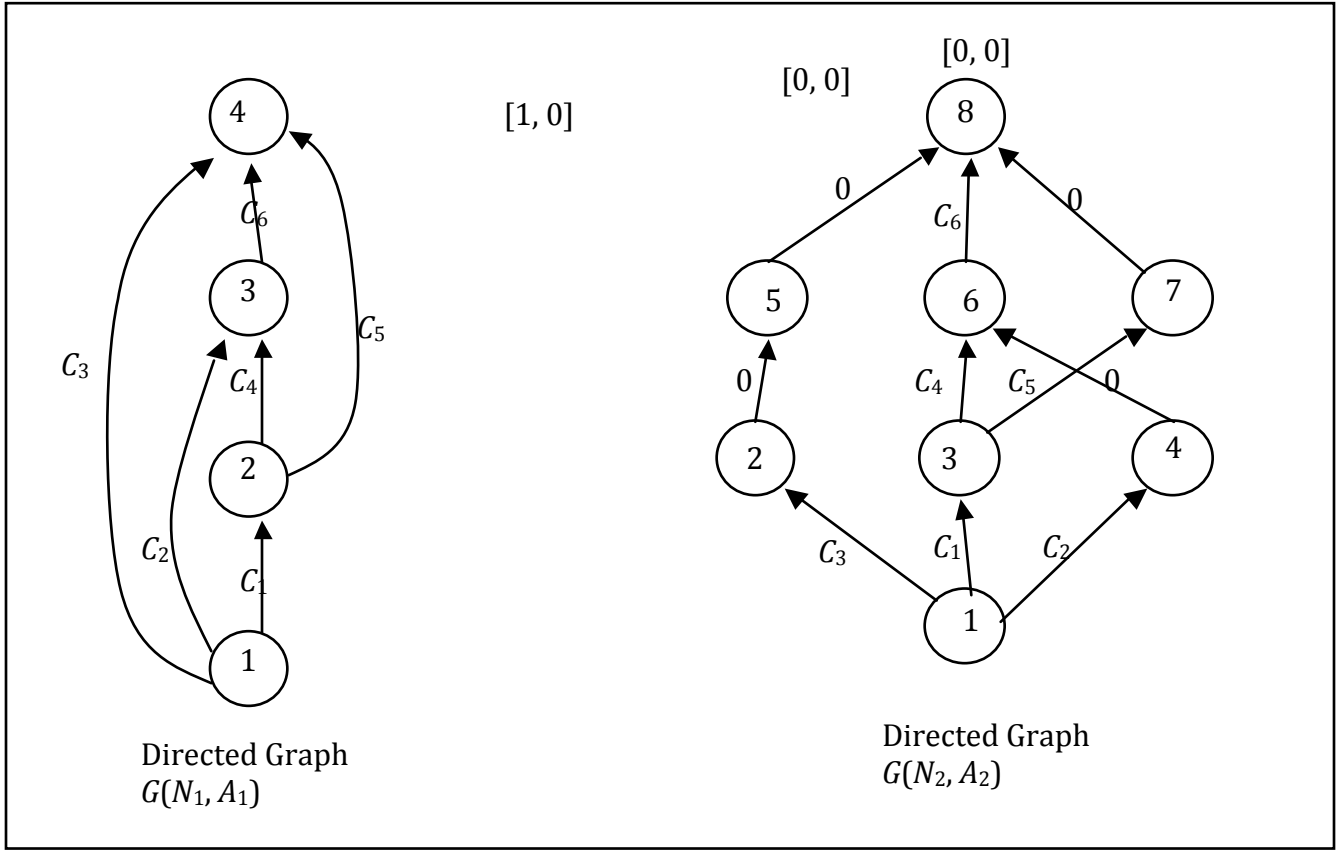 [0, 0]
[0, 0]
[1, 0]
4
C₆
3
C₅
C₃
C₄
2
C₂
C₁
1
Directed Graph
G(N₁, A₁)
8
0
C₆
0
5
6
7
0
C₄
C₅
0
2
3
4
C₃
C₁
C₂
1
Directed Graph
G(N₂, A₂)